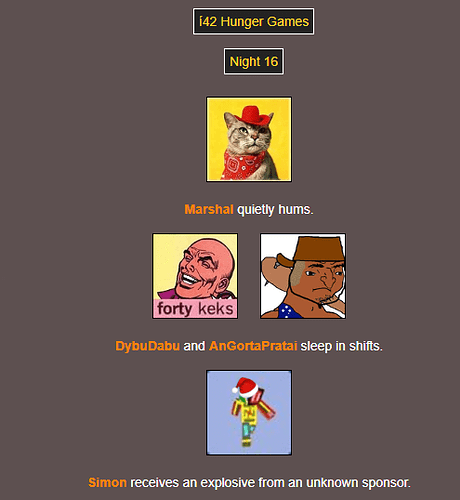 í42 Hunger Games
Night 16
Marshal quietly hums.
forty keks
DybuDabu and AnGortaPratai sleep in shifts.
Simon receives an explosive from an unknown sponsor.